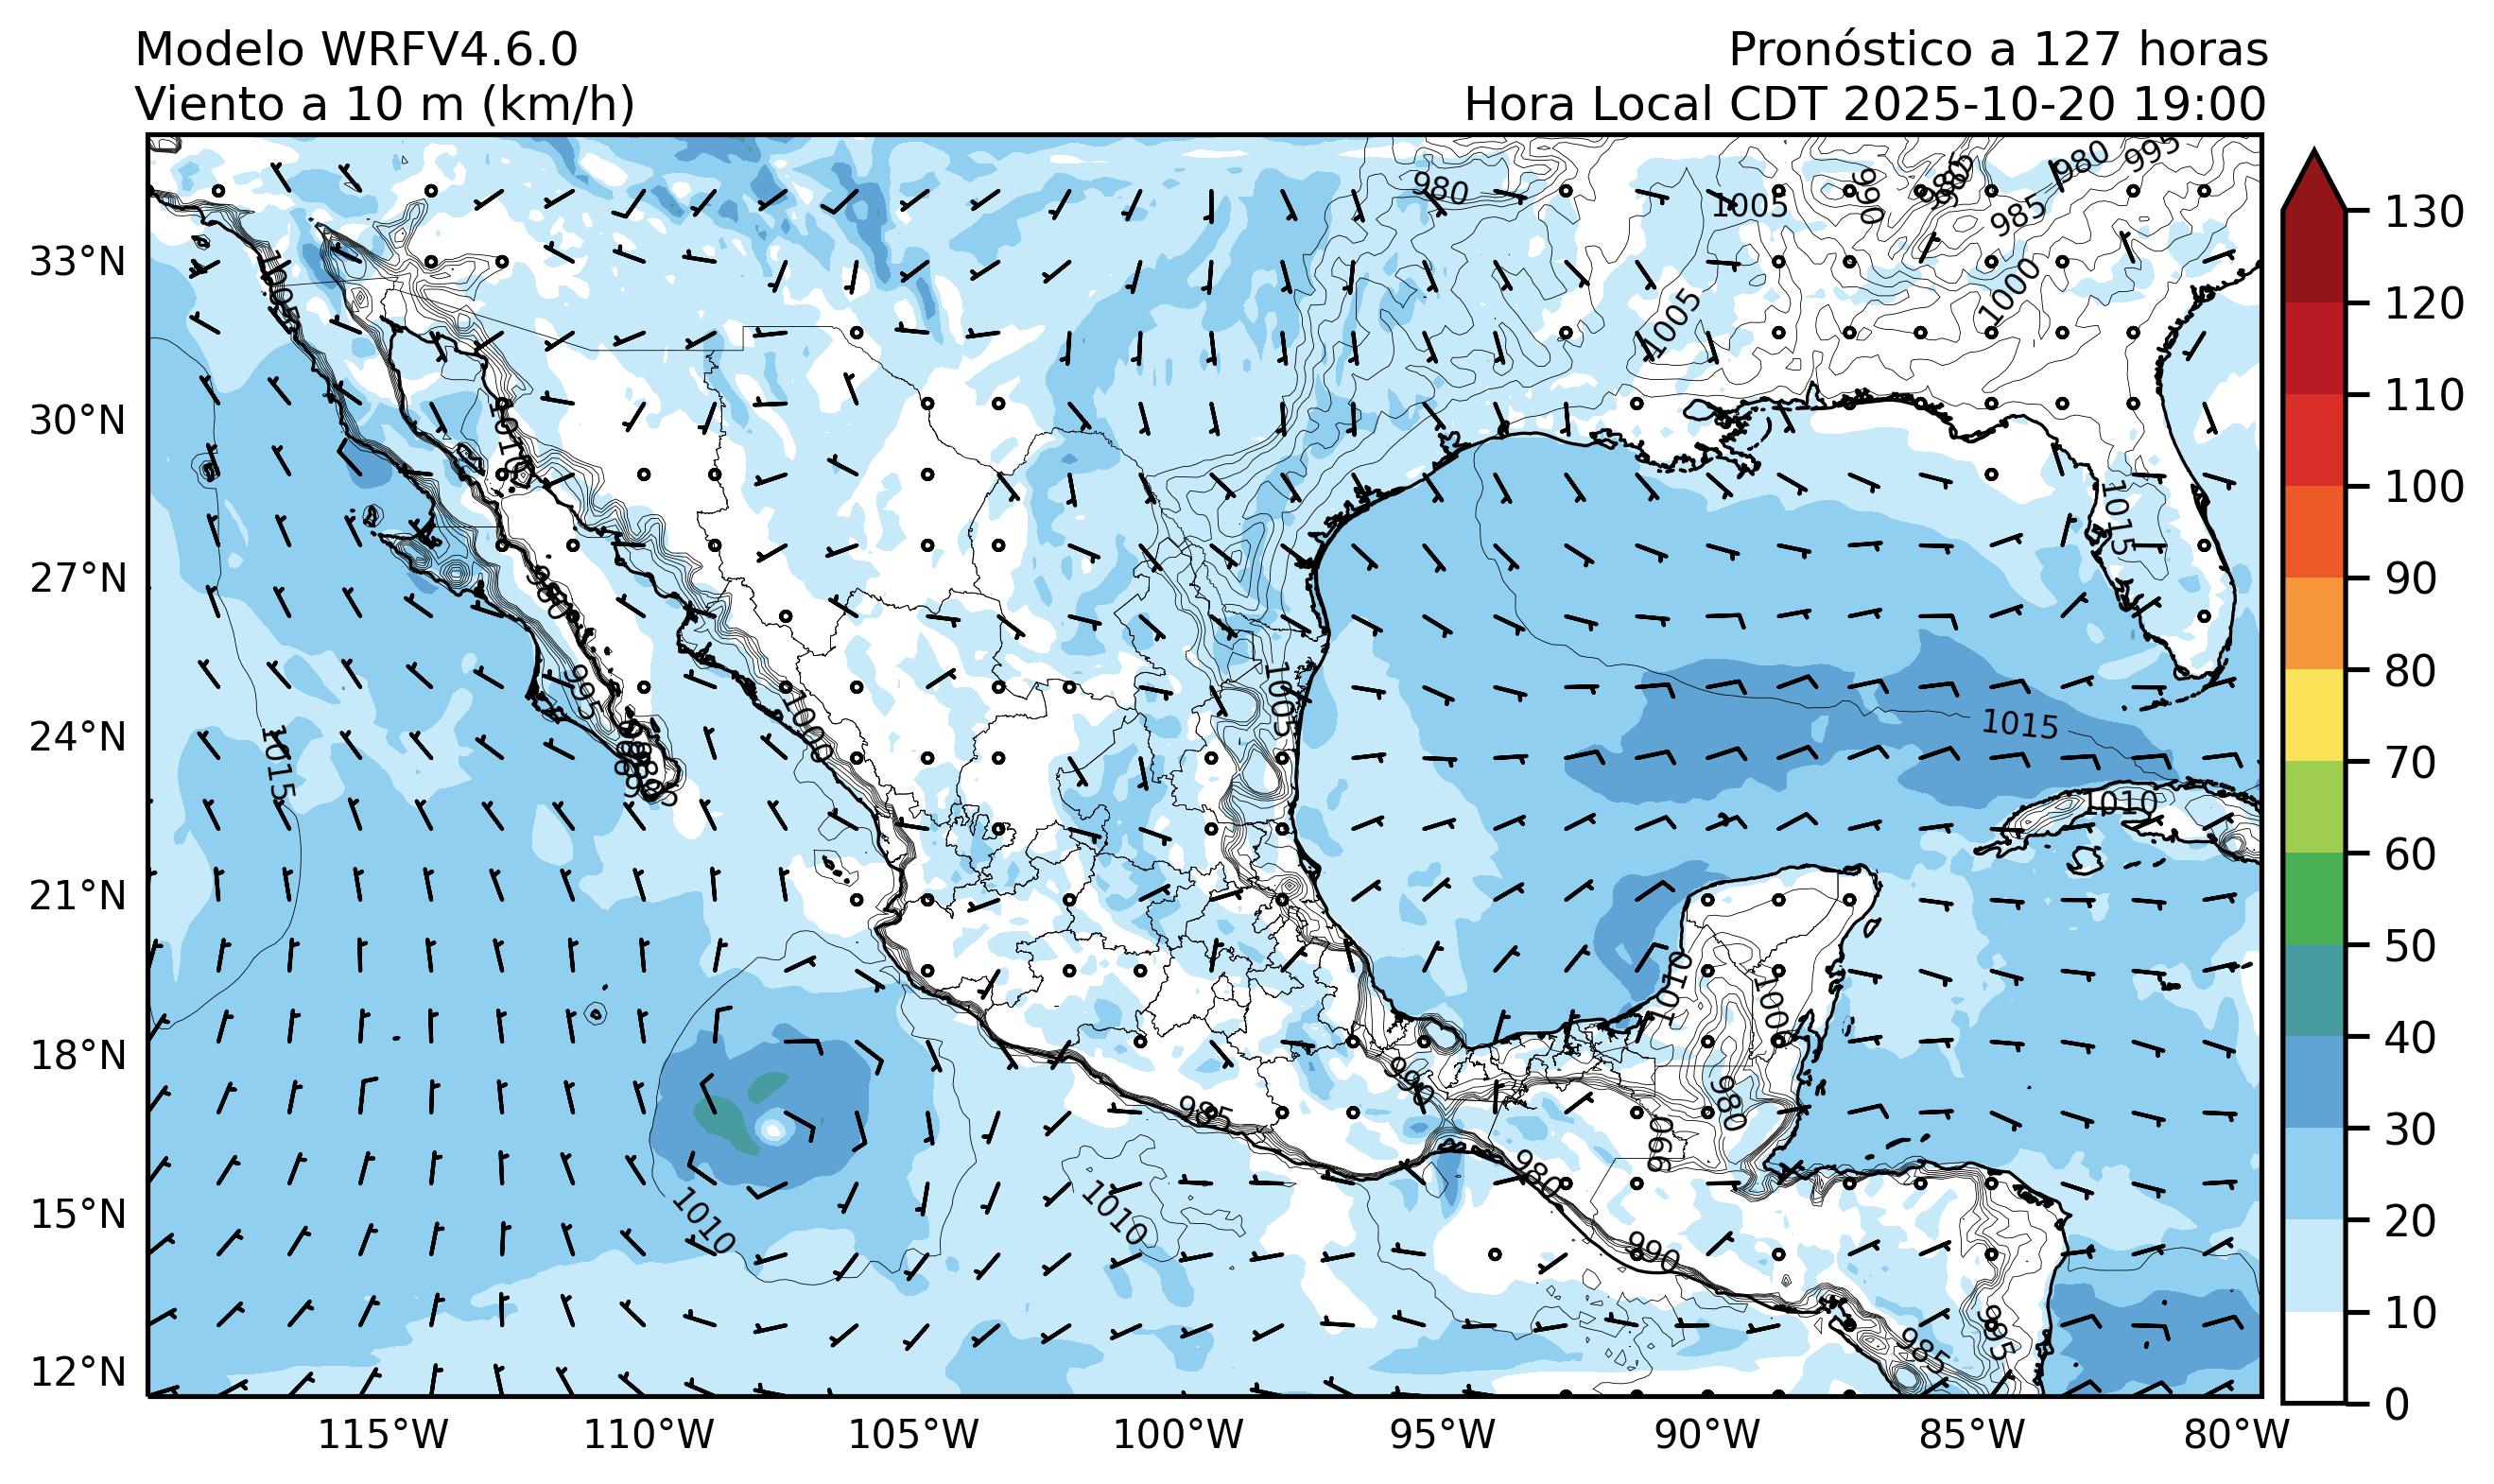 Modelo WRFV4.6.0
Pronóstico a 127 horas
Viento a 10 m (km/h)
Hora Local CDT 2025-10-20 19:00
980
980
995
990
985
1005
985
1000
1005
1005
1010
1015
995
1000
1005
1015
1015
1010
1010
1000
990
985
980
990
980
1010
1010
990
985
985
33°N
30°N
27°N
24°N
21°N
18°N
15°N
12°N
115°W
110°W
105°W
100°W
95°W
90°W
85°W
80°W
130
120
110
100
90
80
70
60
50
40
30
20
10
0